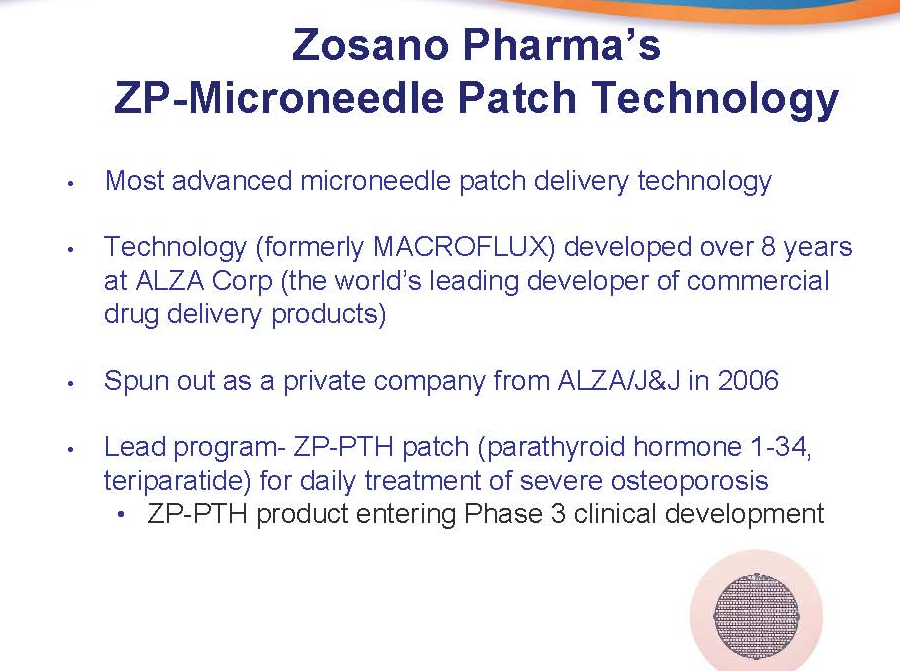 Zosano Pharma’s
ZP-Microneedle Patch Technology
• Most advanced microneedle patch delivery technology
• Technology (formerly MACROFLUX) developed over 8 years
at ALZA Corp (the world’s leading developer of commercial
drug delivery products)
• Spun out as a private company from ALZA/J&J in 2006
• Lead program- ZP-PTH patch (parathyroid hormone 1-34,
teriparatide) for daily treatment of severe osteoporosis
• ZP-PTH product entering Phase 3 clinical development